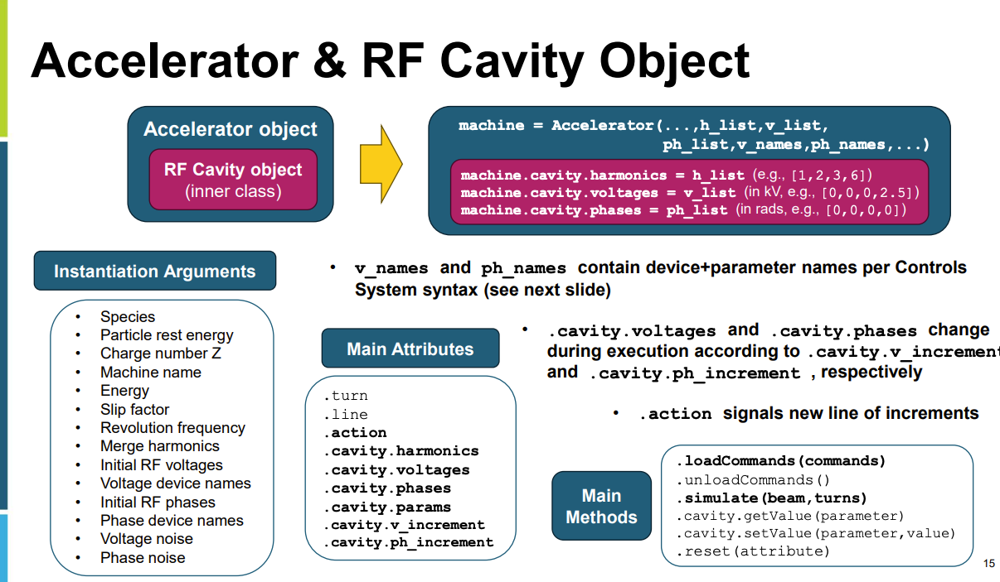 Accelerator & RF Cavity Object
Accelerator object
RF Cavity object
(inner class)
machine = Accelerator(...,h_list,v_list,
ph_list,v_names,ph_names,...)
machine.cavity.harmonics = h_list (e.g., [1,2,3,6])
machine.cavity.voltages = v_list (in kV, e.g., [0,0,0,2.5])
machine.cavity.phases = ph_list (in rads, e.g., [0,0,0,0])
Instantiation Arguments
• Species
• Particle rest energy
• Charge number Z
• Machine name
• Energy
• Slip factor
• Revolution frequency
• Merge harmonics
• Initial RF voltages
• Voltage device names
• Initial RF phases
• Phase device names
• Voltage noise
• Phase noise
• v_names and ph_names contain device+parameter names per Controls
System syntax (see next slide)
Main Attributes
.turn
.line
.action
.cavity.harmonics
.cavity.voltages
.cavity.phases
.cavity.params
.cavity.v_increment
.cavity.ph_increment
• .cavity.voltages and .cavity.phases change
during execution according to .cavity.v_increment
and .cavity.ph_increment , respectively
• .action signals new line of increments
Main
Methods
.loadCommands(commands)
.unloadCommands()
.simulate(beam,turns)
.cavity.getValue(parameter)
.cavity.setValue(parameter,value)
.reset(attribute)
15